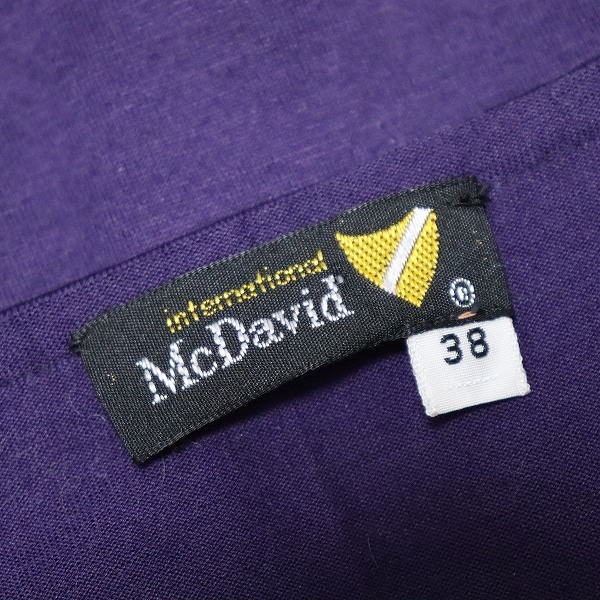 international
McDavid
®
38